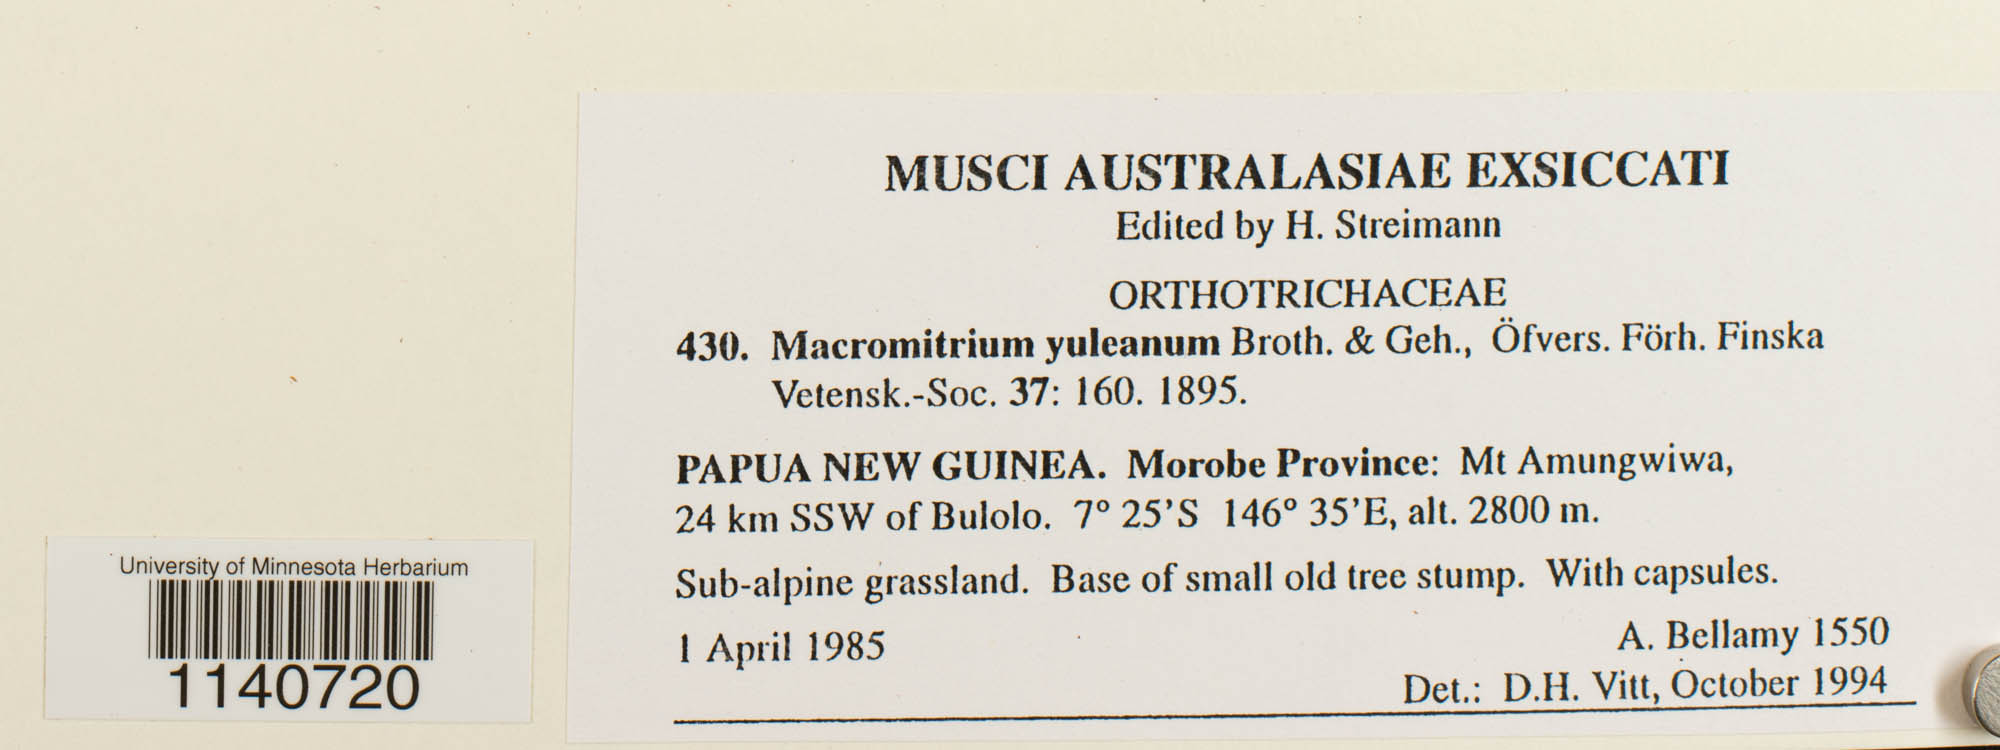 MUSCI AUSTRALASIAE EXSICCATI
Edited by H. Streimann
ORTHOTRICHACEAE
430. Macromitrium yuleanum Broth. & Geh., Öfvers. Förh. Finska
Vetensk.-Soc. 37: 160. 1895.
PAPUA NEW GUINEA. Morobe Province: Mt Amungwiwa,
24 km SSW of Bulolo. 7° 25'S 146° 35'E, alt. 2800 m.
Sub-alpine grassland. Base of small old tree stump. With capsules.
1 April 1985 A. Bellamy 1550
Det.: D.H. Vitt, October 1994
University of Minnesota Herbarium
1140720